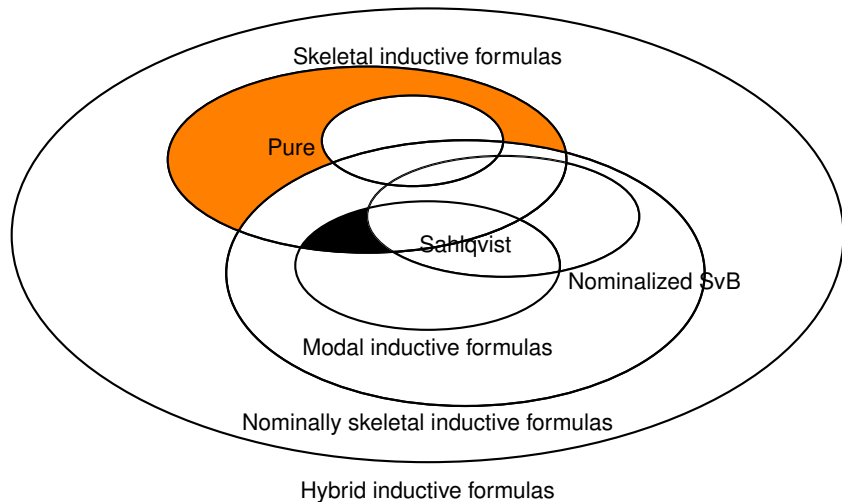 Skeletal inductive formulas
Pure
Sahlqvist
Nominalized SvB
Modal inductive formulas
Nominally skeletal inductive formulas
Hybrid inductive formulas